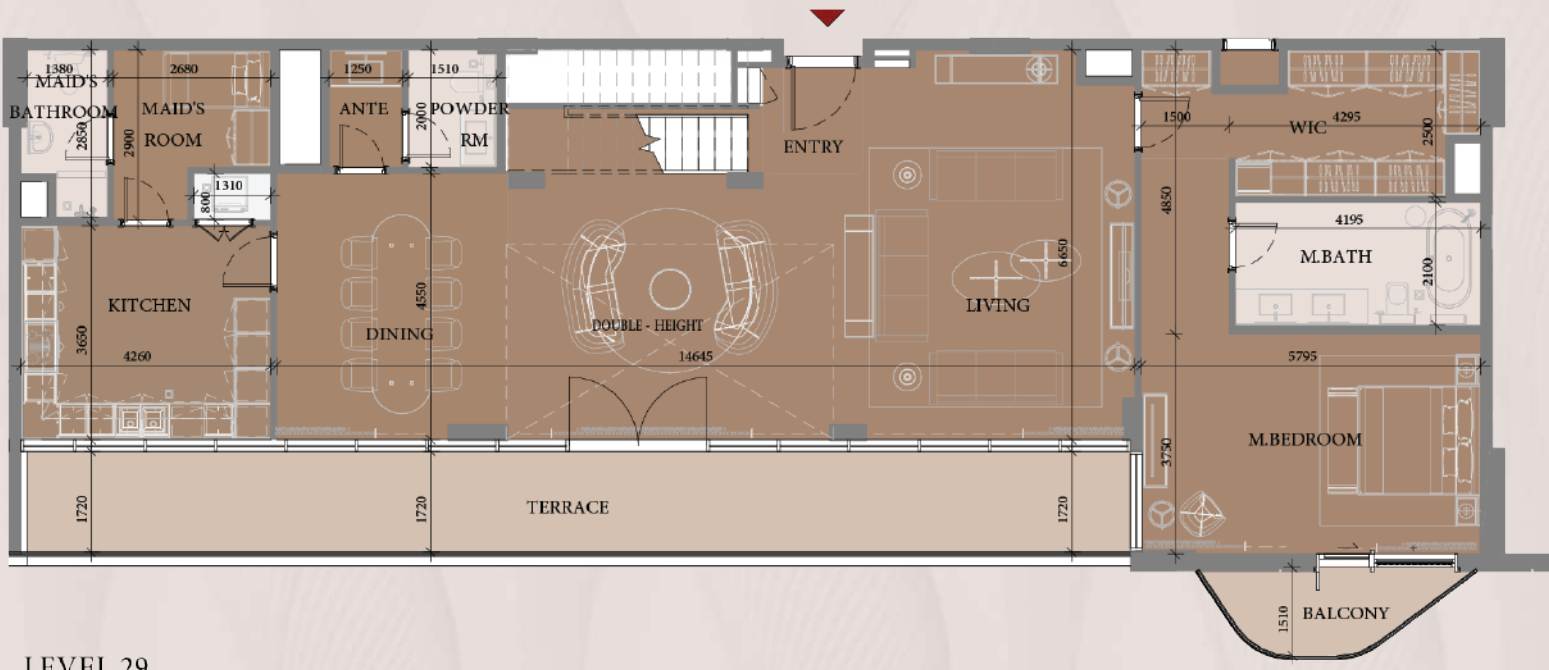 1380
2680
1250
1510
MAID'S
BATHROOM
2850
MAID'S
ROOM
2900
ANTE
2000
POWDER
RM
ENTRY
1500
WIC
4295
2500
1310
800
4850
4195
M.BATH
2100
KITCHEN
3650
4260
DINING
4550
DOUBLE - HEIGHT
14645
LIVING
6650
5795
M.BEDROOM
3750
1720
1720
TERRACE
1720
BALCONY
1510
LEVEL 29